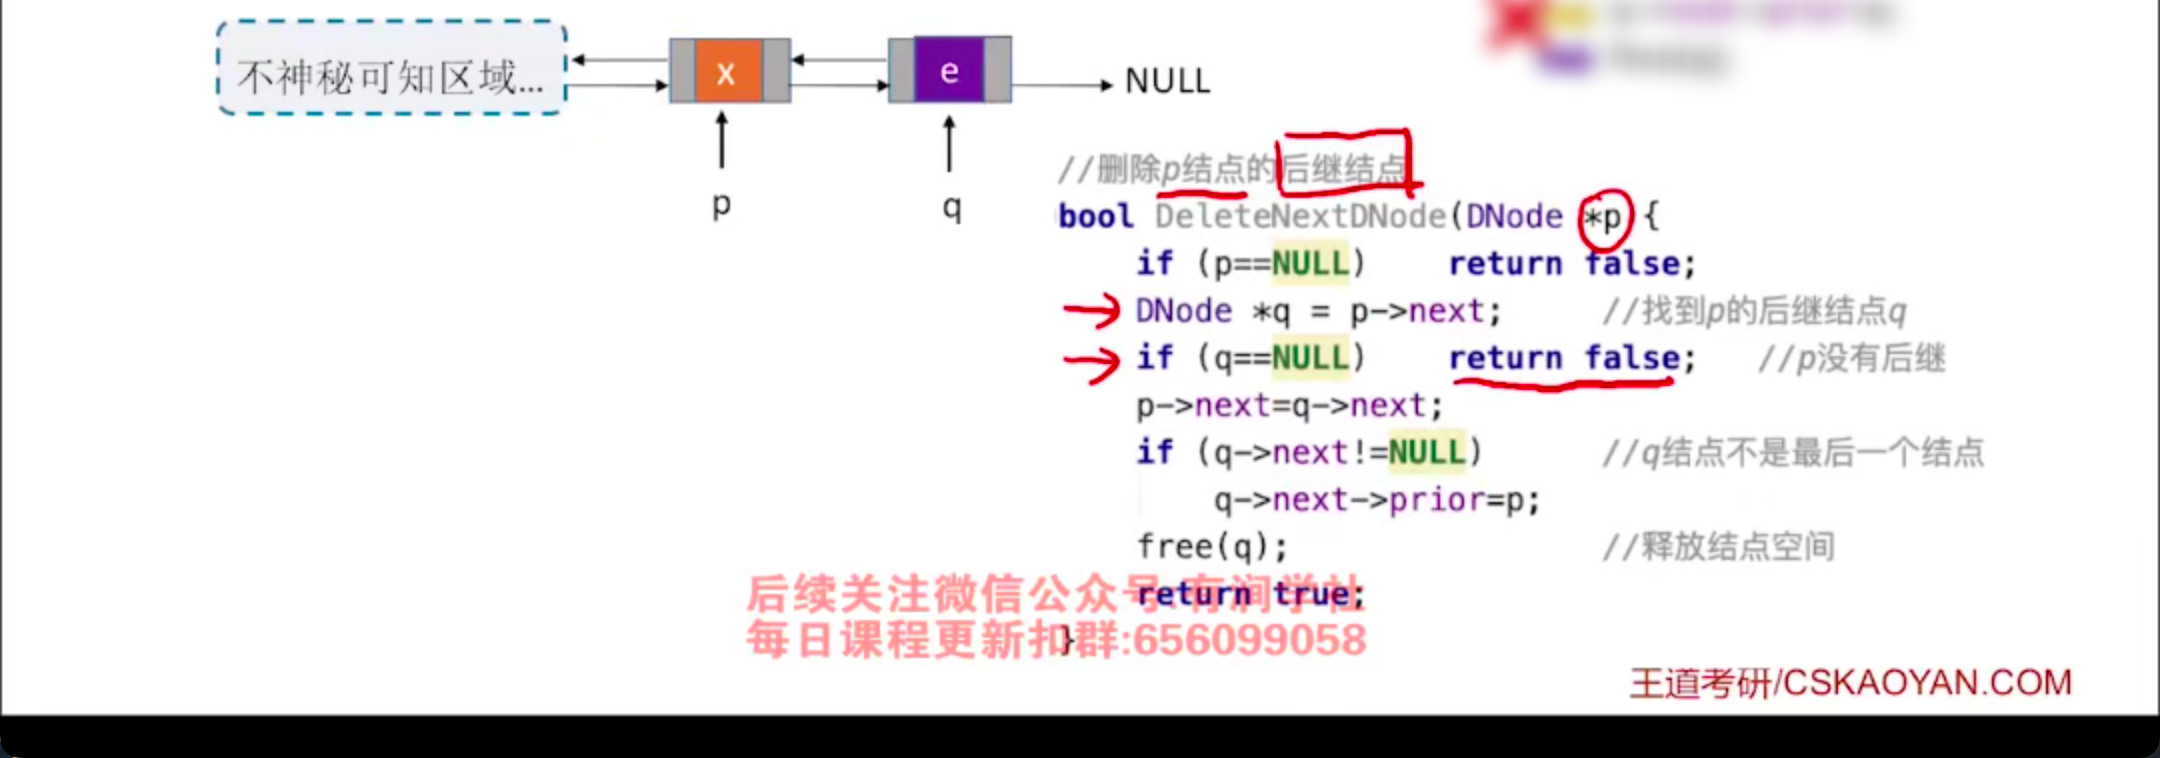 不神秘可知区域...
x
e
NULL
p
q
//删除p结点的后继结点
bool DeleteNextDNode(DNode *p {
if (p==NULL)    return false;
DNode *q = p->next;    //找到p的后继结点q
if (q==NULL)    return false;    //p没有后继
p->next=q->next;
if (q->next!=NULL)    //q结点不是最后一个结点
q->next->prior=p;
free(q);    //释放结点空间
return true;
}
后续关注微信公众号:有润学社
每日课程更新扣群:656099058
王道考研/CSKAOYAN.COM